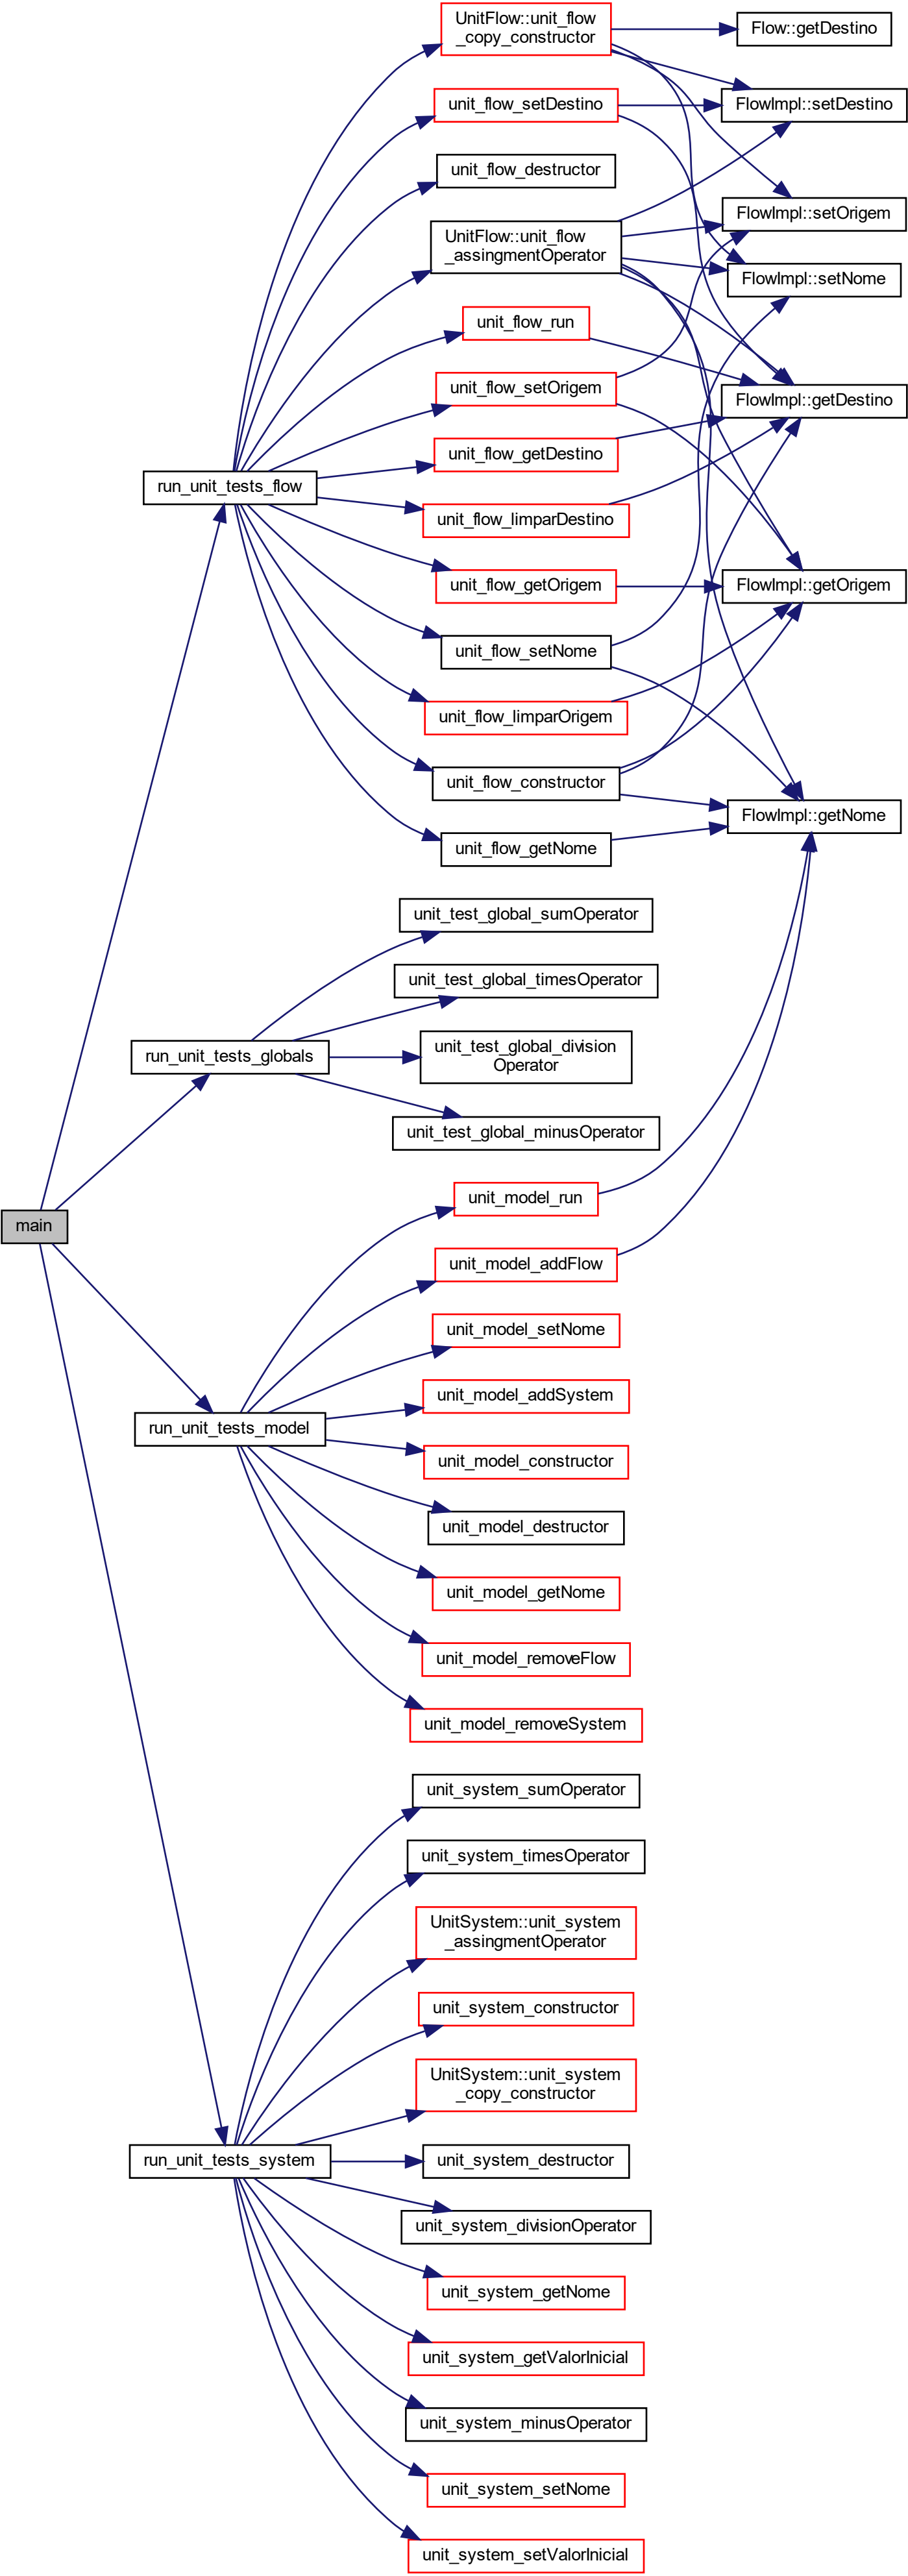 main
run_unit_tests_flow
run_unit_tests_globals
run_unit_tests_model
run_unit_tests_system
UnitFlow::unit_flow
_copy_constructor
unit_flow_setDestino
unit_flow_destructor
UnitFlow::unit_flow
_assingmentOperator
unit_flow_run
unit_flow_setOrigem
unit_flow_getDestino
unit_flow_limparDestino
unit_flow_getOrigem
unit_flow_setNome
unit_flow_limparOrigem
unit_flow_constructor
unit_flow_getNome
unit_test_global_sumOperator
unit_test_global_timesOperator
unit_test_global_division
Operator
unit_test_global_minusOperator
unit_model_run
unit_model_addFlow
unit_model_setNome
unit_model_addSystem
unit_model_constructor
unit_model_destructor
unit_model_getNome
unit_model_removeFlow
unit_model_removeSystem
unit_system_sumOperator
unit_system_timesOperator
UnitSystem::unit_system
_assingmentOperator
unit_system_constructor
UnitSystem::unit_system
_copy_constructor
unit_system_destructor
unit_system_divisionOperator
unit_system_getNome
unit_system_getValorInicial
unit_system_minusOperator
unit_system_setNome
unit_system_setValorInicial
Flow::getDestino
FlowImpl::setDestino
FlowImpl::setOrigem
FlowImpl::setNome
FlowImpl::getDestino
FlowImpl::getOrigem
FlowImpl::getNome